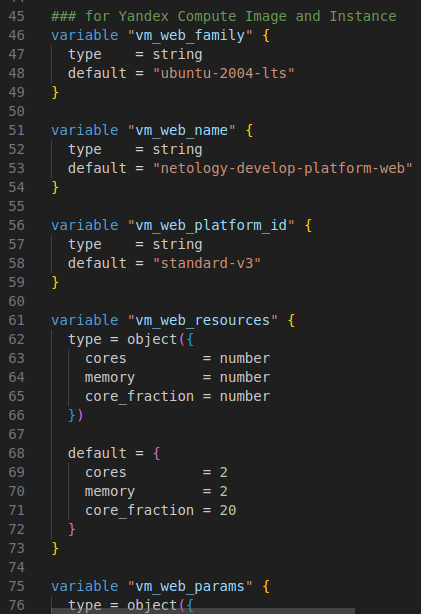 45 ### for Yandex Compute Image and Instance
46 variable "vm_web_family" {
47   type    = string
48   default = "ubuntu-2004-lts"
49 }
50
51 variable "vm_web_name" {
52   type    = string
53   default = "netology-develop-platform-web"
54 }
55
56 variable "vm_web_platform_id" {
57   type    = string
58   default = "standard-v3"
59 }
60
61 variable "vm_web_resources" {
62   type = object({
63     cores         = number
64     memory        = number
65     core_fraction = number
66   })
67
68   default = {
69     cores         = 2
70     memory        = 2
71     core_fraction = 20
72   }
73 }
74
75 variable "vm_web_params" {
76   type = object({